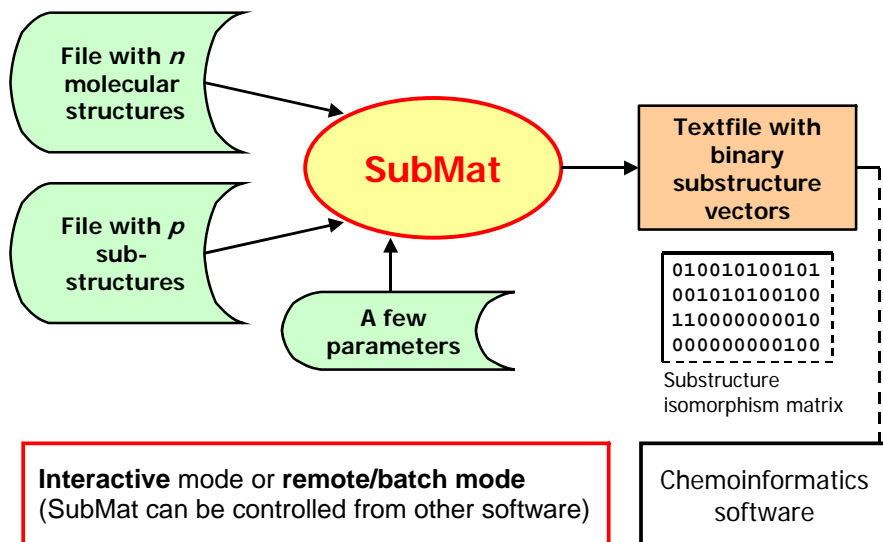 File with n
molecular
structures
SubMat
Textfile with
binary
substructure
vectors
File with p
sub-
structures
A few
parameters
010010100101
001010100100
110000000010
000000000100
Substructure
isomorphism matrix
Interactive mode or remote/batch mode
(SubMat can be controlled from other software)
Chemoinformatics
software